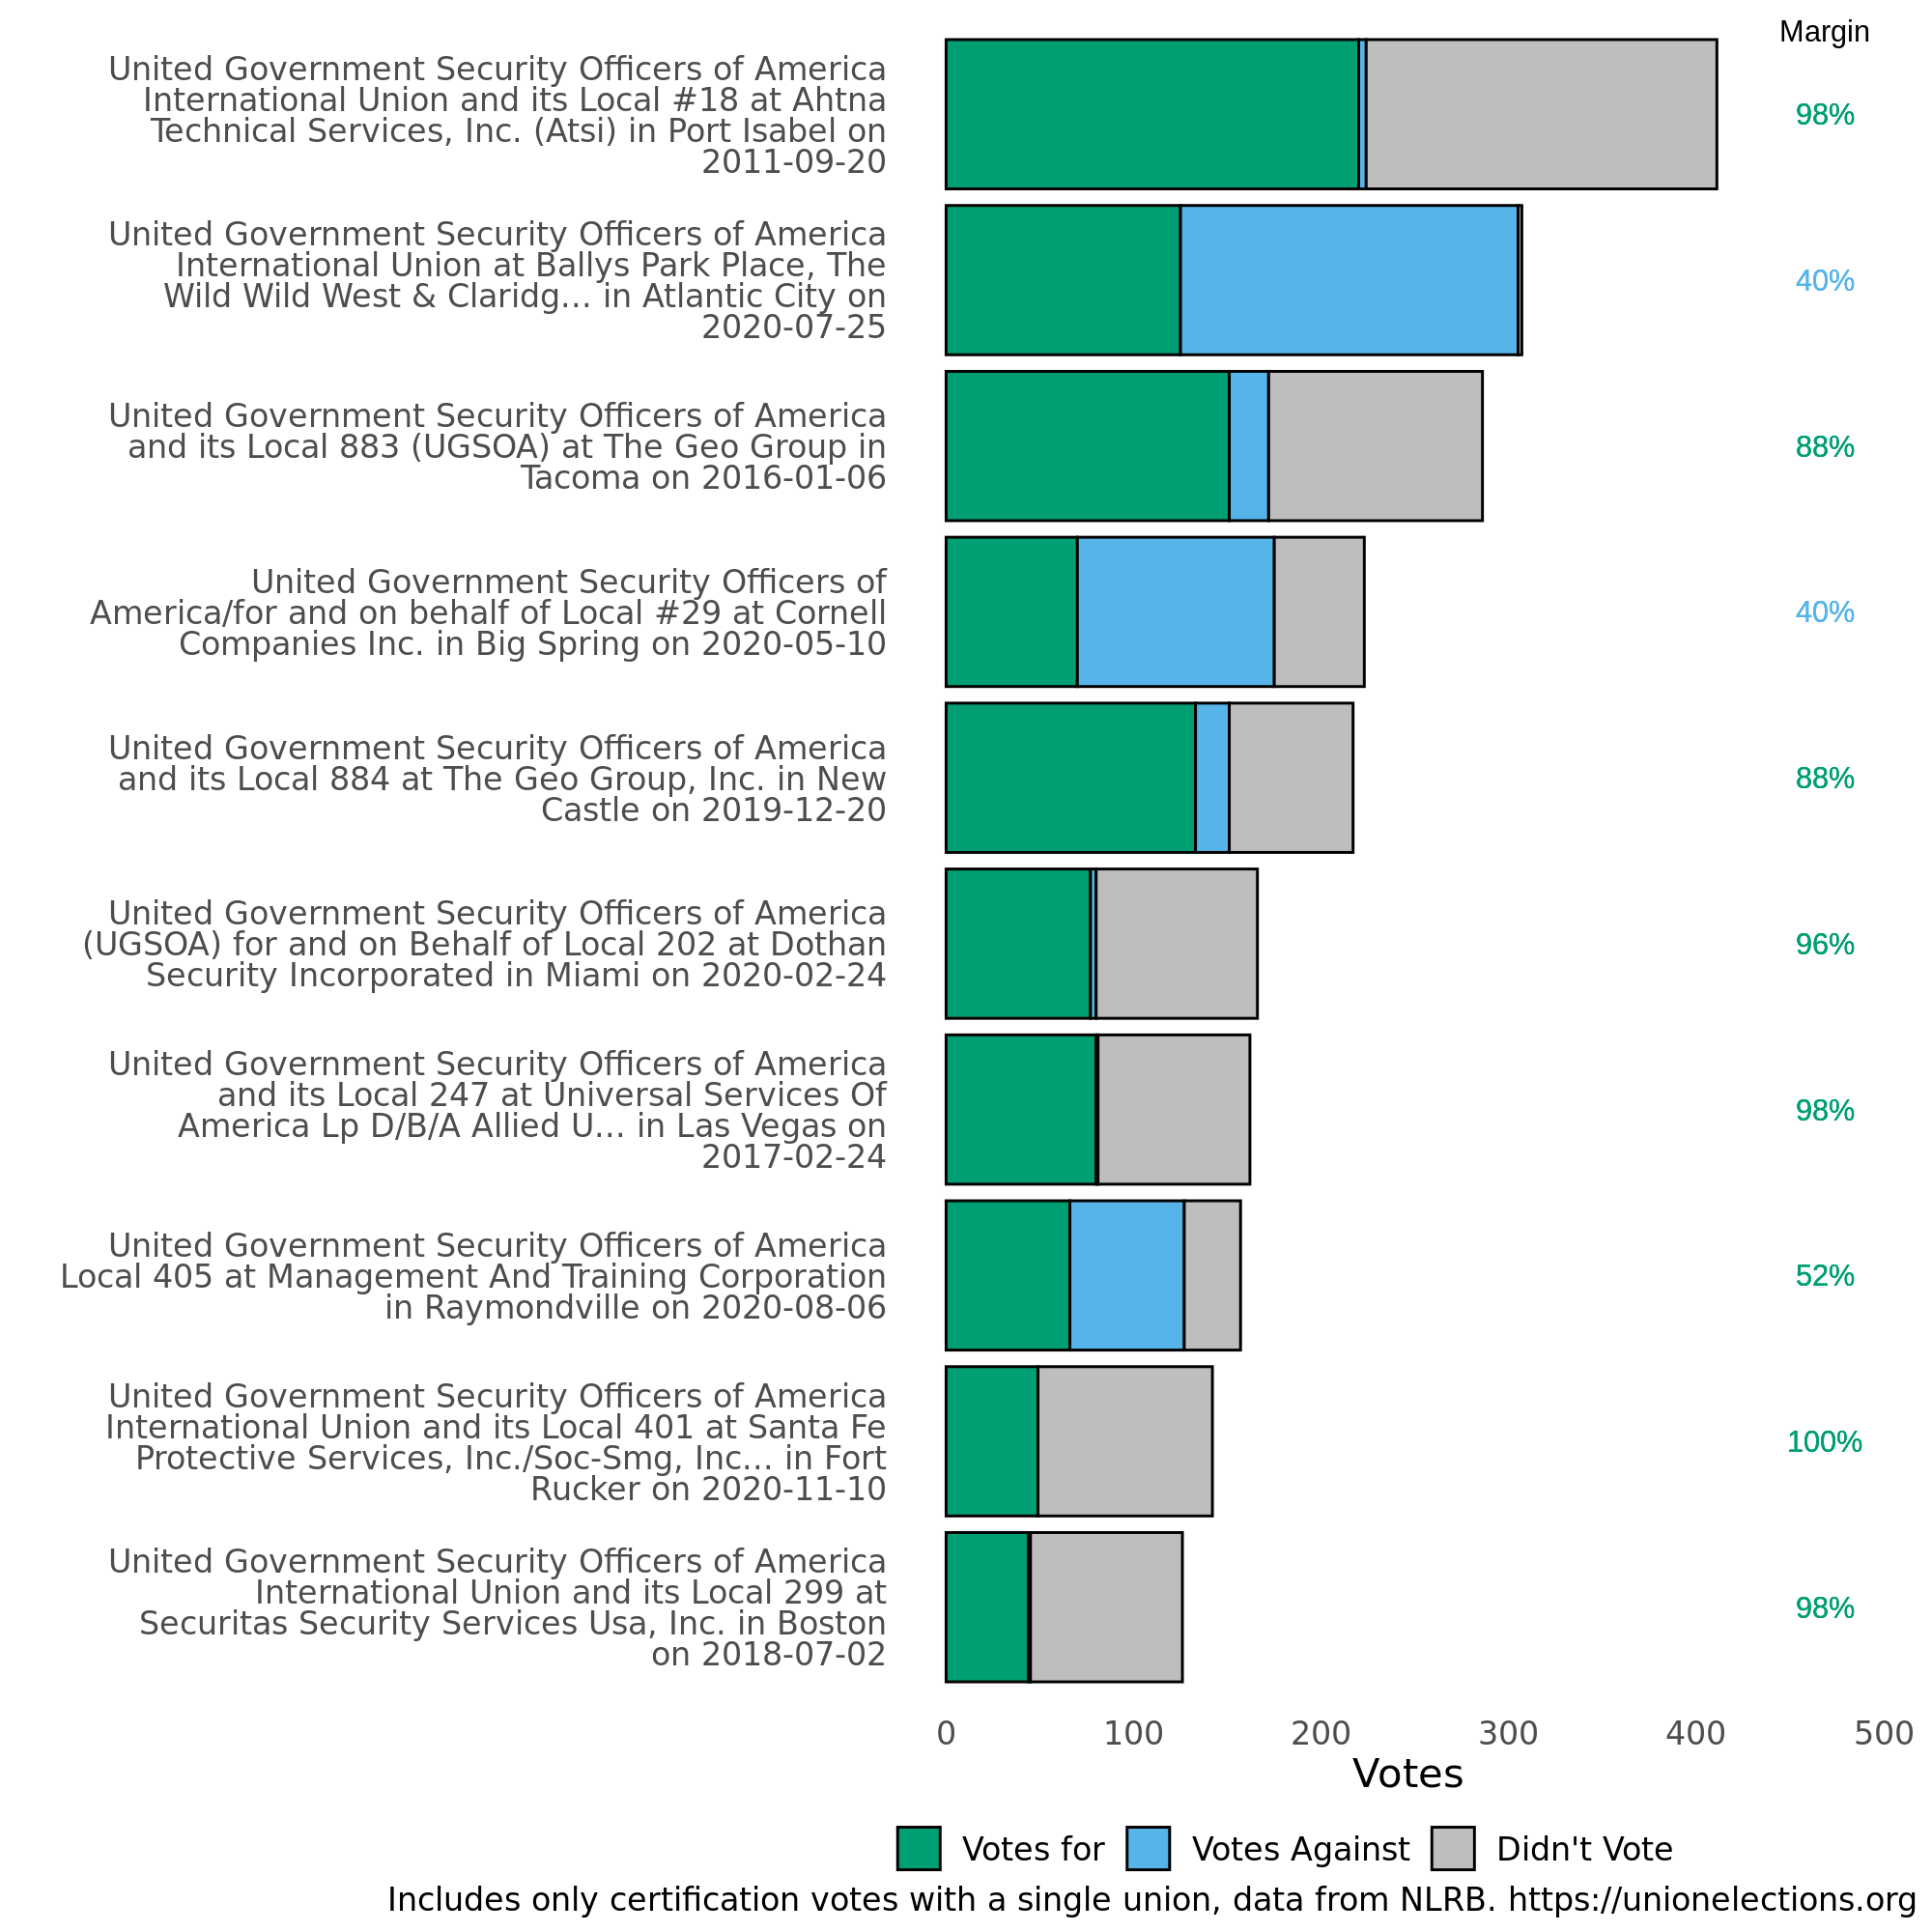 Margin
United Government Security Officers of America
International Union and its Local #18 at Ahtna
Technical Services, Inc. (Atsi) in Port Isabel on
2011-09-20
98%
United Government Security Officers of America
International Union at Ballys Park Place, The
Wild Wild West & Claridg... in Atlantic City on
2020-07-25
40%
United Government Security Officers of America
and its Local 883 (UGSOA) at The Geo Group in
Tacoma on 2016-01-06
88%
United Government Security Officers of
America/for and on behalf of Local #29 at Cornell
Companies Inc. in Big Spring on 2020-05-10
40%
United Government Security Officers of America
and its Local 884 at The Geo Group, Inc. in New
Castle on 2019-12-20
88%
United Government Security Officers of America
(UGSOA) for and on Behalf of Local 202 at Dothan
Security Incorporated in Miami on 2020-02-24
96%
United Government Security Officers of America
and its Local 247 at Universal Services Of
America Lp D/B/A Allied U... in Las Vegas on
2017-02-24
98%
United Government Security Officers of America
Local 405 at Management And Training Corporation
in Raymondville on 2020-08-06
52%
United Government Security Officers of America
International Union and its Local 401 at Santa Fe
Protective Services, Inc./Soc-Smg, Inc... in Fort
Rucker on 2020-11-10
100%
United Government Security Officers of America
International Union and its Local 299 at
Securitas Security Services Usa, Inc. in Boston
on 2018-07-02
98%
0 100 200 300 400 500
Votes
Votes for Votes Against Didn't Vote
Includes only certification votes with a single union, data from NLRB. https://unionelections.org